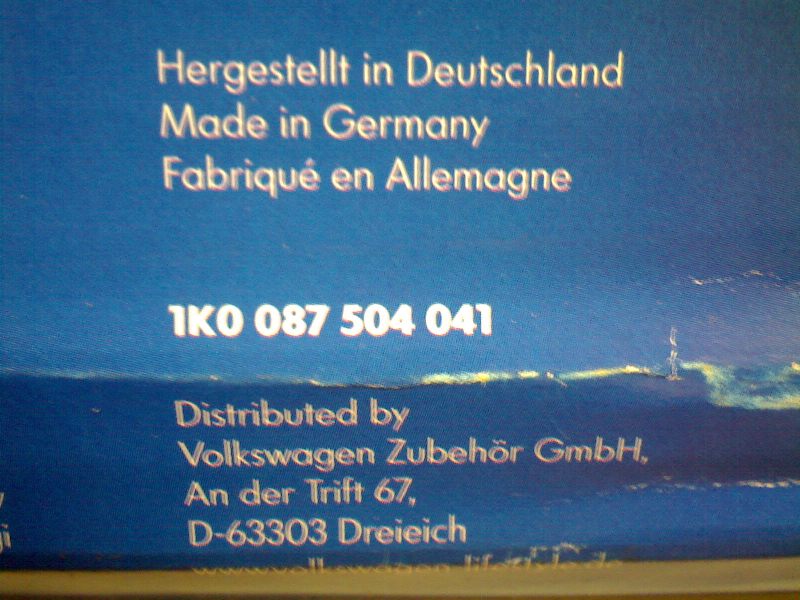 Hergestellt in Deutschland
Made in Germany
Fabriqué en Allemagne
1K0 087 504 041
Distributed by
Volkswagen Zubehör GmbH,
An der Trift 67,
D-63303 Dreieich